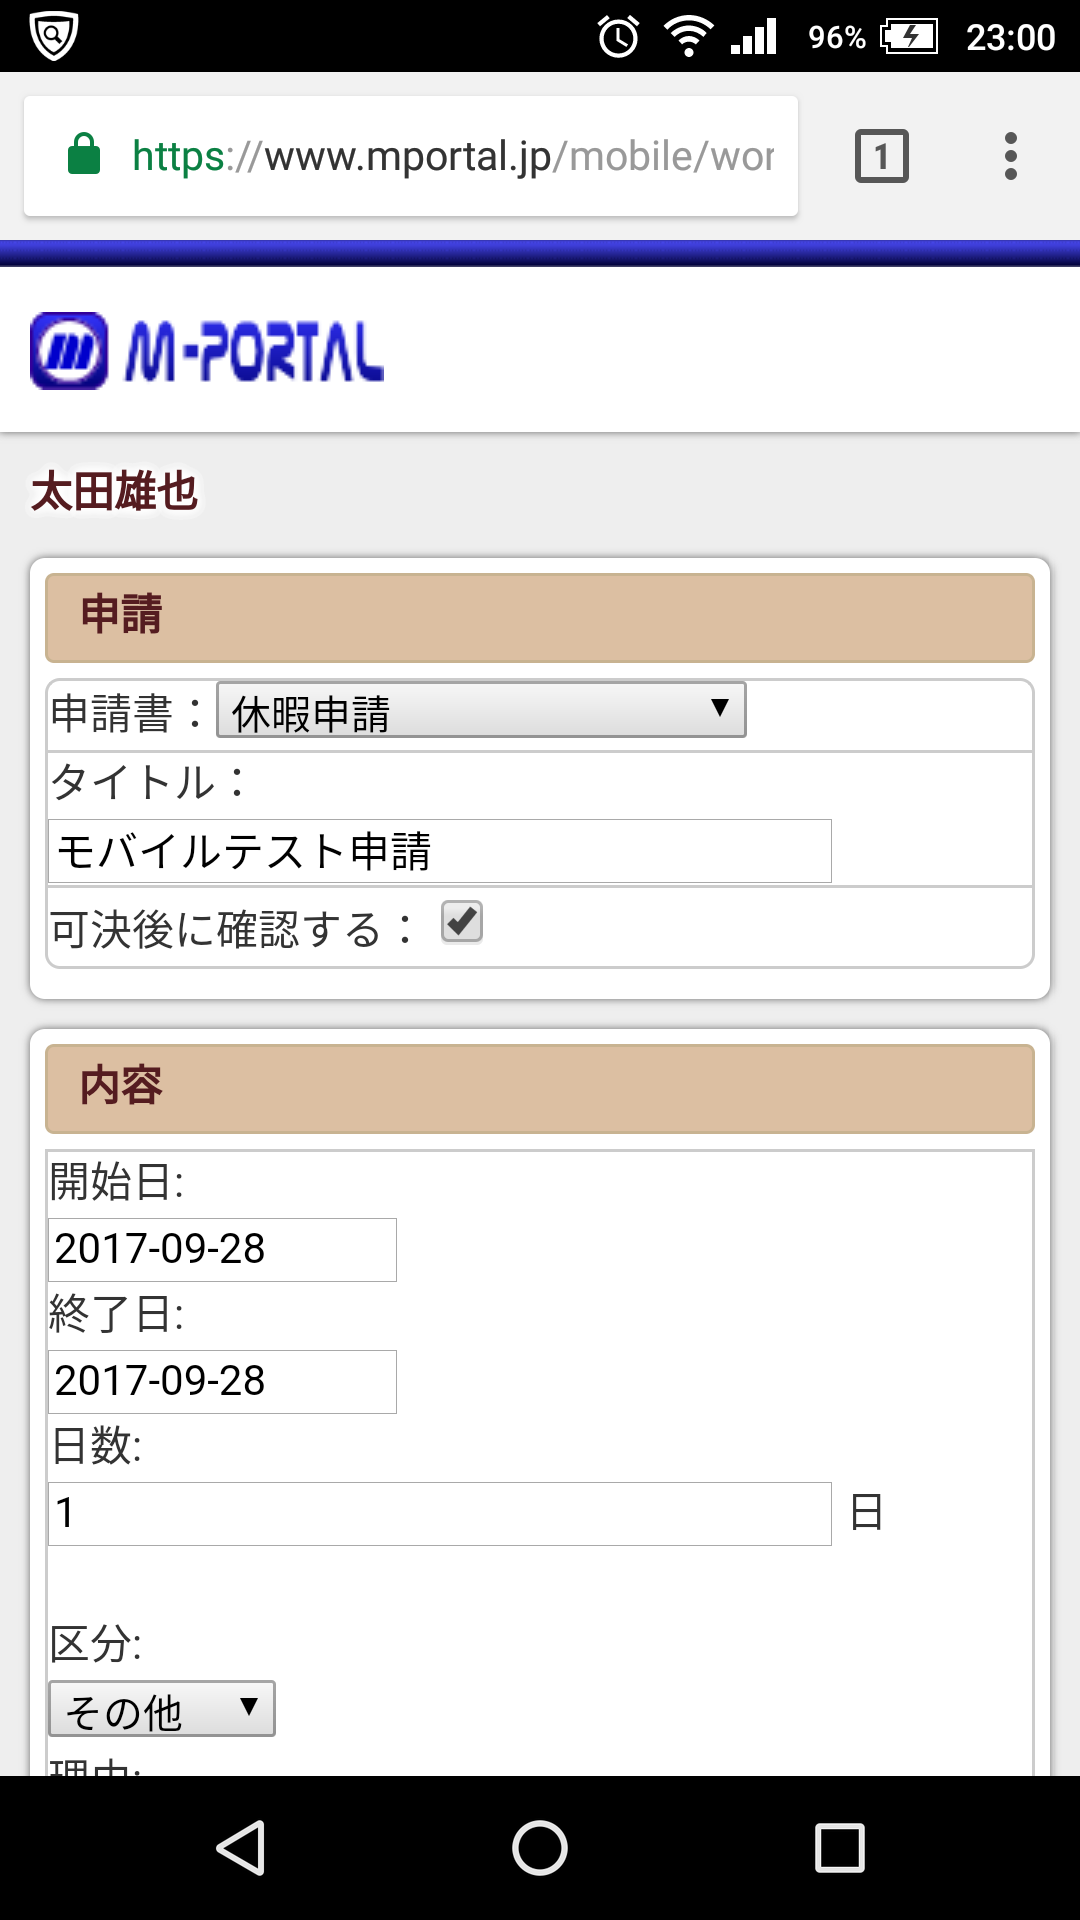 96% 23:00
https://www.mportal.jp/mobile/wor
1
M-PORTAL
太田雄也
申請
申請書：休暇申請
タイトル：
モバイルテスト申請
可決後に確認する：
内容
開始日:
2017-09-28
終了日:
2017-09-28
日数:
1 日
区分:
その他
理由: